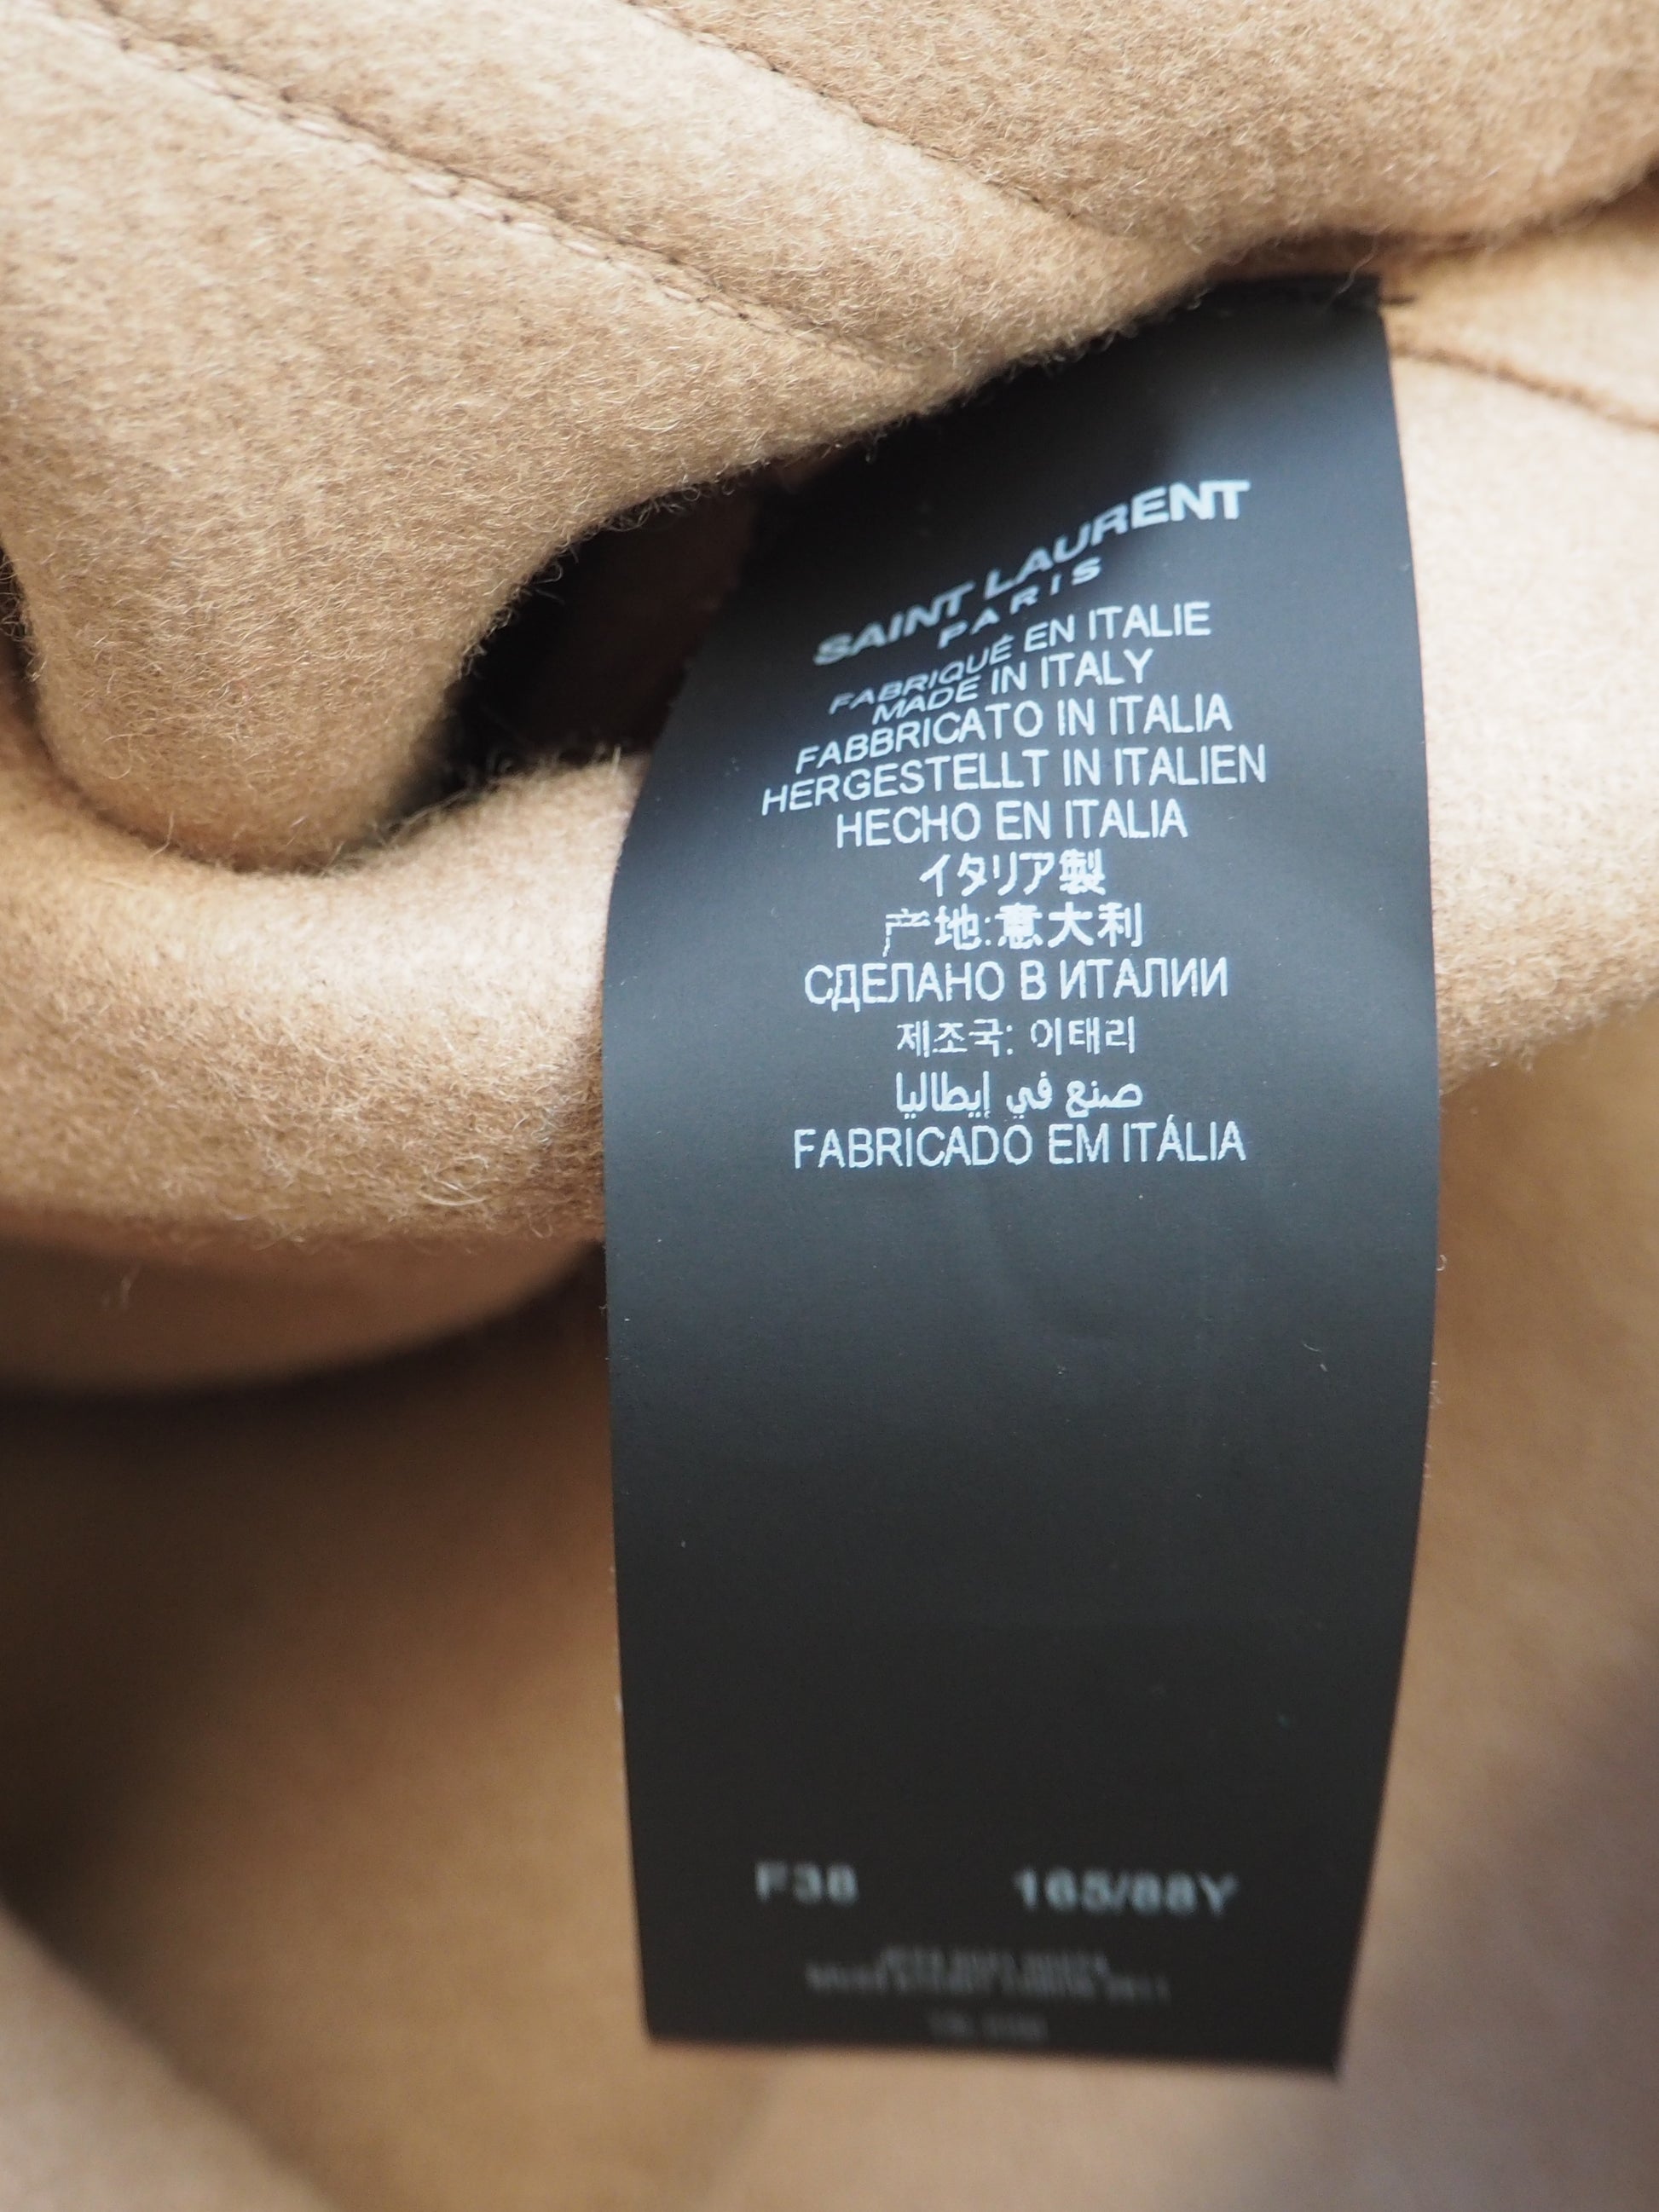 SAINT LAURENT
PARIS
FABRIQUÉ EN ITALIE
MADE IN ITALY
FABBRICATO IN ITALIA
HERGESTELLT IN ITALIEN
HECHO EN ITALIA
イタリア製
产地:意大利
СДЕЛАНО В ИТАЛИИ
제조국: 이태리
صنع في إيطاليا
FABRICADO EM ITÁLIA
F38 165/88Y